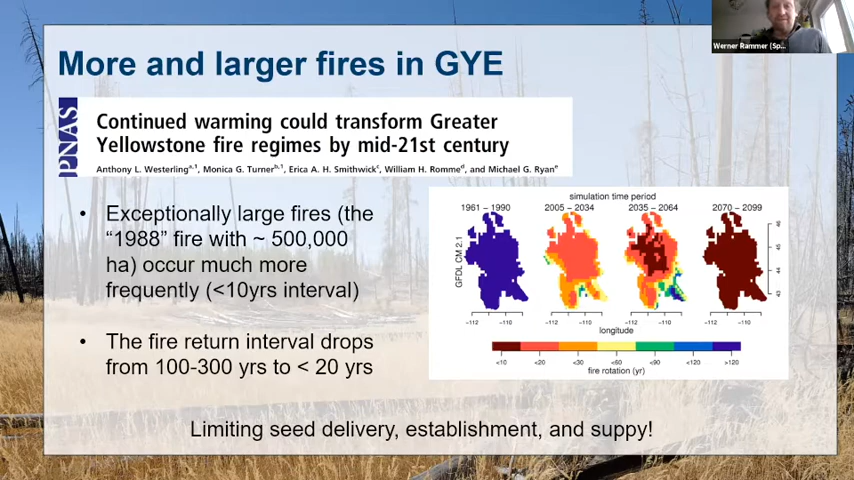 Werner Rammer (Sp...
More and larger fires in GYE
PNAS
Continued warming could transform Greater
Yellowstone fire regimes by mid-21st century
Anthony L. Westerling^a,1, Monica G. Turner^b,1, Erica A. H. Smithwick^c, William H. Romme^d, and Michael G. Ryan^e
• Exceptionally large fires (the
“1988” fire with ~ 500,000
ha) occur much more
frequently (<10yrs interval)
• The fire return interval drops
from 100-300 yrs to < 20 yrs
simulation time period
1961 − 1990 2005 − 2034 2035 − 2064 2070 − 2099
GFDL CM 2.1
46
45
44
43
−112 −110 −112 −110 −112 −110 −112 −110
longitude
<10 <20 <30 <60 <90 <120 >120
fire rotation (yr)
Limiting seed delivery, establishment, and suppy!